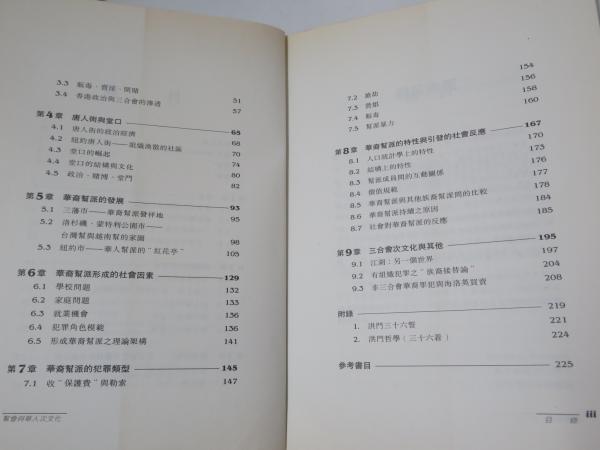 3.3 販毒、賣淫、開賭 51
3.4 香港政治與三合會的滲透 57
第4章 唐人街與堂口 65
4.1 唐人街的政治經濟 68
4.2 紐約唐人街──組織渙散的社區 70
4.3 堂口的崛起 74
4.4 堂口的結構與文化 80
4.5 政治、賭博、堂鬥 82
第5章 華裔幫派的發展 93
5.1 三藩市──華裔幫派發祥地 95
5.2 洛杉磯、蒙特利公園市──
台灣幫與越南幫的家園 98
5.3 紐約市──華人幫派的“紅花亭” 103
第6章 華裔幫派形成的社會因素 129
6.1 學校問題 132
6.2 家庭問題 132
6.3 就業機會 136
6.4 犯罪角色模範 136
6.5 形成華裔幫派之理論架構 141
第7章 華裔幫派的犯罪類型 145
7.1 收“保護費”與勒索 147
幫會與華人次文化
7.2 搶劫 154
7.3 156
7.4 販毒 158
7.5 幫派暴力 160
第8章 華裔幫派的特性與引發的社會反應 167
8.1 人口統計學上的特性 170
8.2 結構上的特性 173
8.3 幫派成員間的互動關係 176
8.4 價值規範 177
8.5 華裔幫派與其他族裔幫派間的比較 178
8.6 華裔幫派持續之原因 184
8.7 社會對華裔幫派的反應 185
第9章 三合會次文化與其他 195
9.1 江湖：另一個世界 197
9.2 有組織犯罪之“族裔接替論” 204
9.3 非三合會華裔罪犯與海洛英買賣 208
附錄 219
1. 洪門三十六誓 221
2. 洪門哲學（三十六着） 224
參考書目 225
目 錄 iii